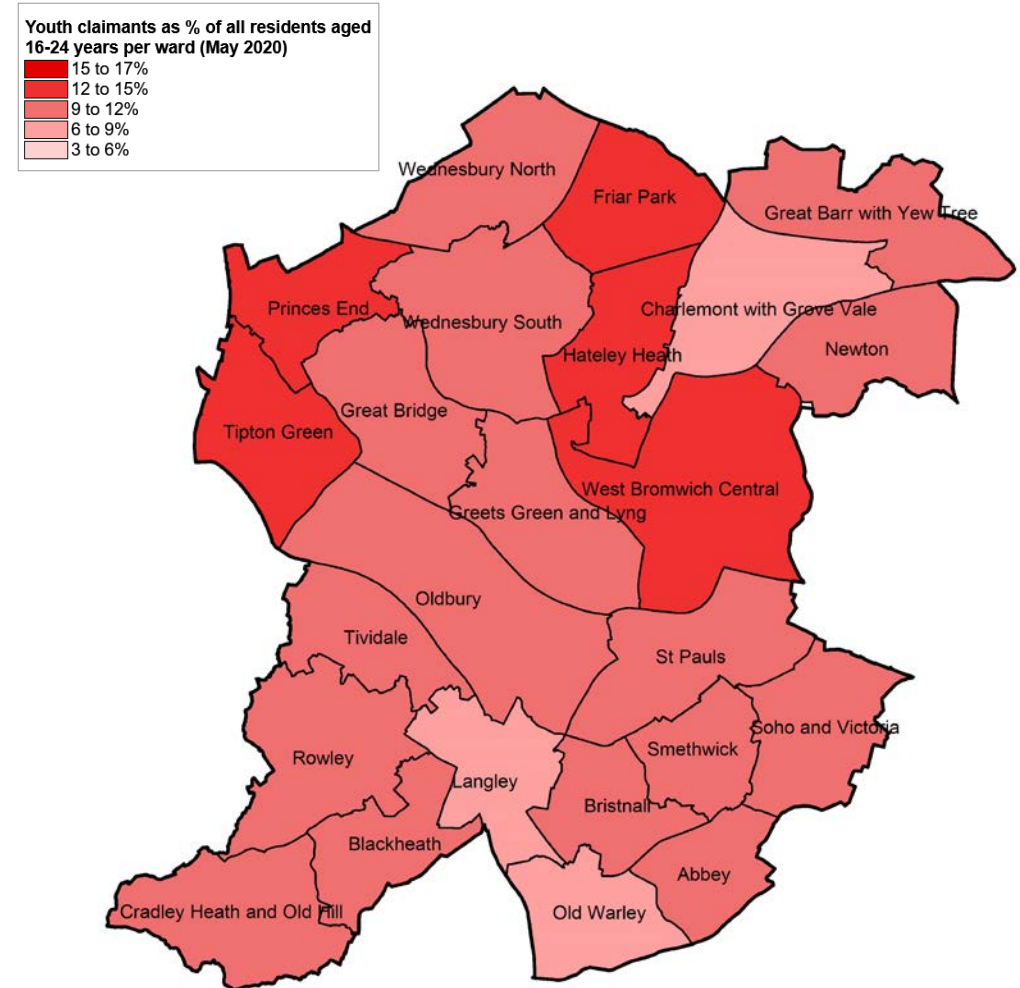 Youth claimants as % of all residents aged
16-24 years per ward (May 2020)
15 to 17%
12 to 15%
9 to 12%
6 to 9%
3 to 6%
Wednesbury North
Friar Park
Great Barr with Yew Tree
Princes End
Wednesbury South
Charlemont with Grove Vale
Hateley Heath
Newton
Great Bridge
Tipton Green
West Bromwich Central
Greets Green and Lyng
Oldbury
Tividale
St Pauls
Soho and Victoria
Smethwick
Rowley
Langley
Bristnall
Blackheath
Abbey
Cradley Heath and Old Hill
Old Warley